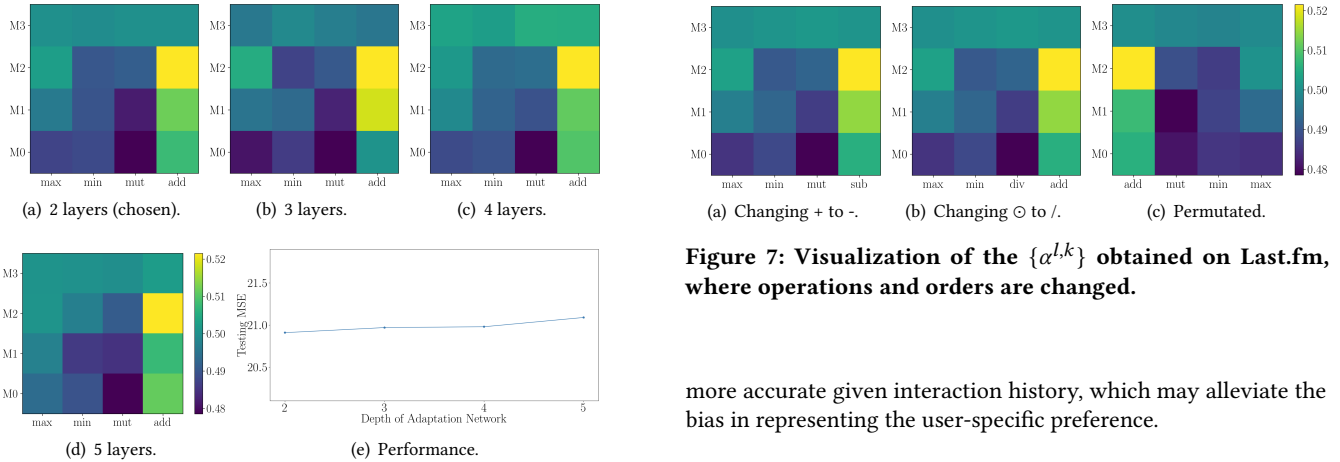 M3
M2
M1
M0
max min mut add
(a) 2 layers (chosen).
M3
M2
M1
M0
max min mut add
(b) 3 layers.
M3
M2
M1
M0
max min mut add
(c) 4 layers.
M3
M2
M1
M0
max min mut add
0.52
0.51
0.50
0.49
0.48
(d) 5 layers.
Testing MSE
21.5
21.0
20.5
2 3 4 5
Depth of Adaptation Network
(e) Performance.
M3
M2
M1
M0
max min mut sub
(a) Changing + to -.
M3
M2
M1
M0
max min div add
(b) Changing ⊙ to /.
M3
M2
M1
M0
add mut min max
0.52
0.51
0.50
0.49
0.48
(c) Permutated.
Figure 7: Visualization of the {α^{l,k}} obtained on Last.fm,
where operations and orders are changed.
more accurate given interaction history, which may alleviate the
bias in representing the user-specific preference.